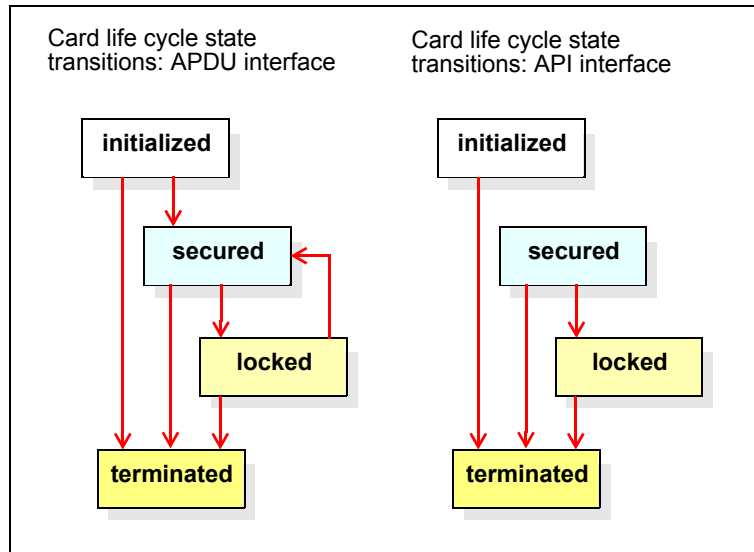 Card life cycle state
transitions: APDU interface
initialized
secured
locked
terminated
Card life cycle state
transitions: API interface
initialized
secured
locked
terminated